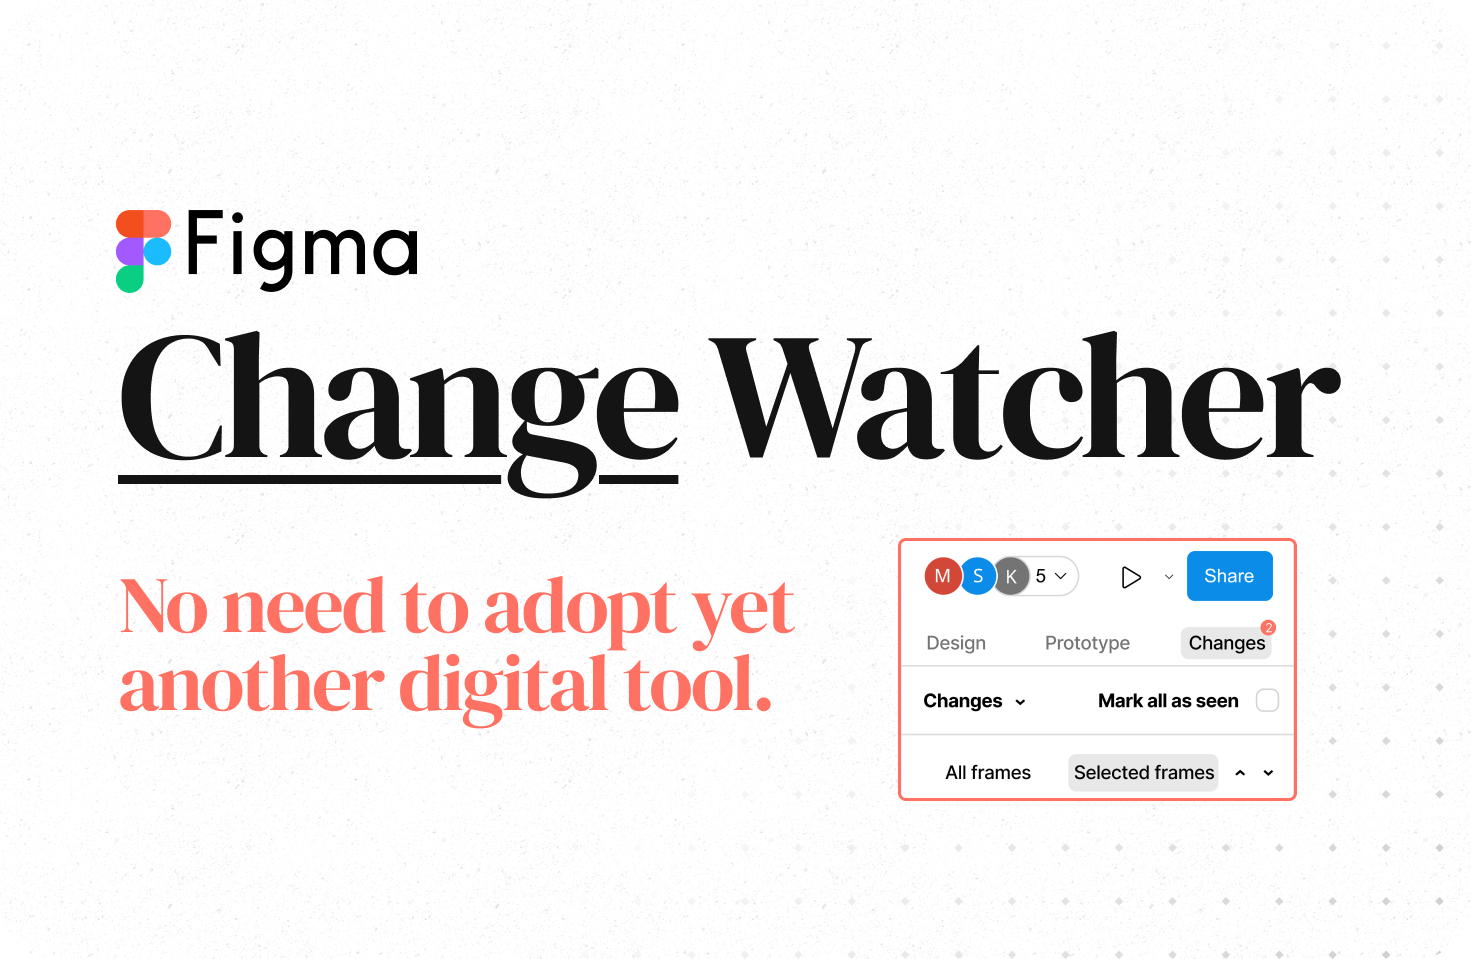 Figma
Change Watcher
No need to adopt yet
another digital tool.
M S K 5 Share
Design Prototype Changes 2
Changes Mark all as seen
All frames Selected frames